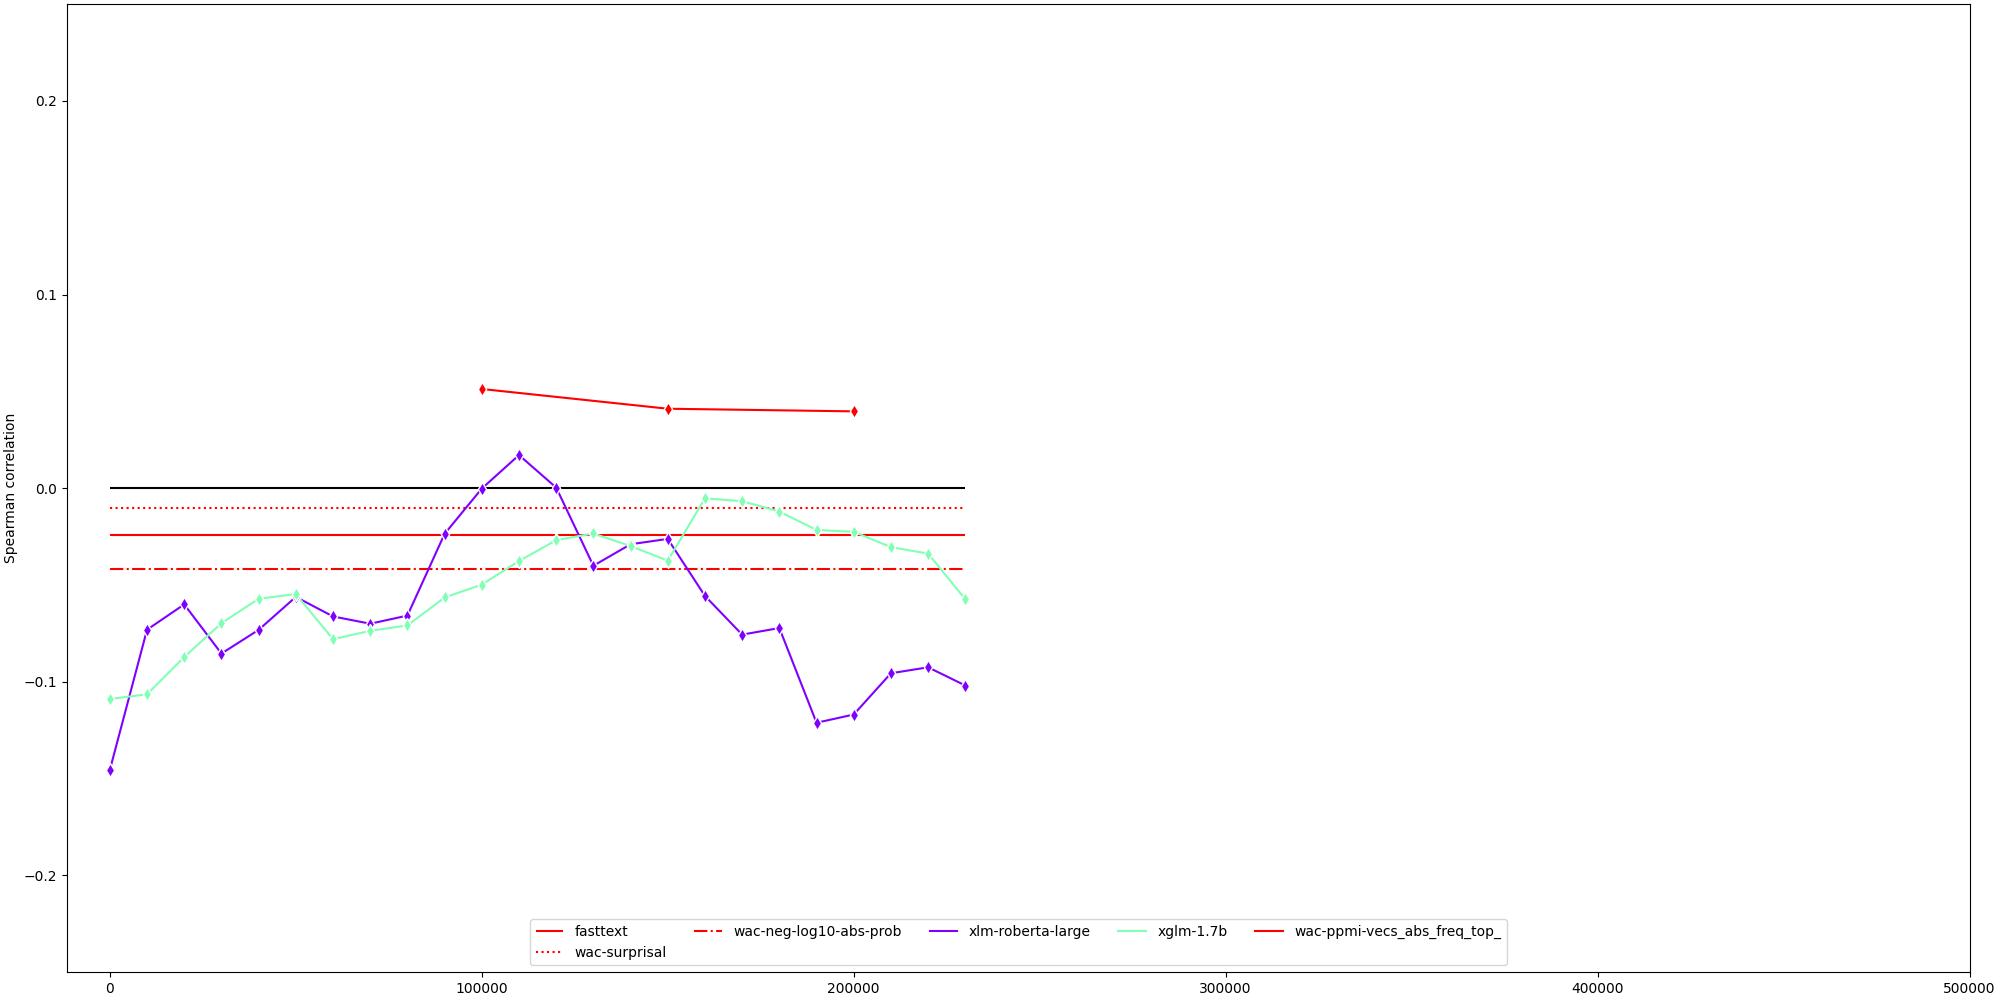 0.2
0.1
0.0
−0.1
−0.2
Spearman correlation
0
100000
200000
300000
400000
500000
fasttext
wac-surprisal
wac-neg-log10-abs-prob
xlm-roberta-large
xglm-1.7b
wac-ppmi-vecs_abs_freq_top_